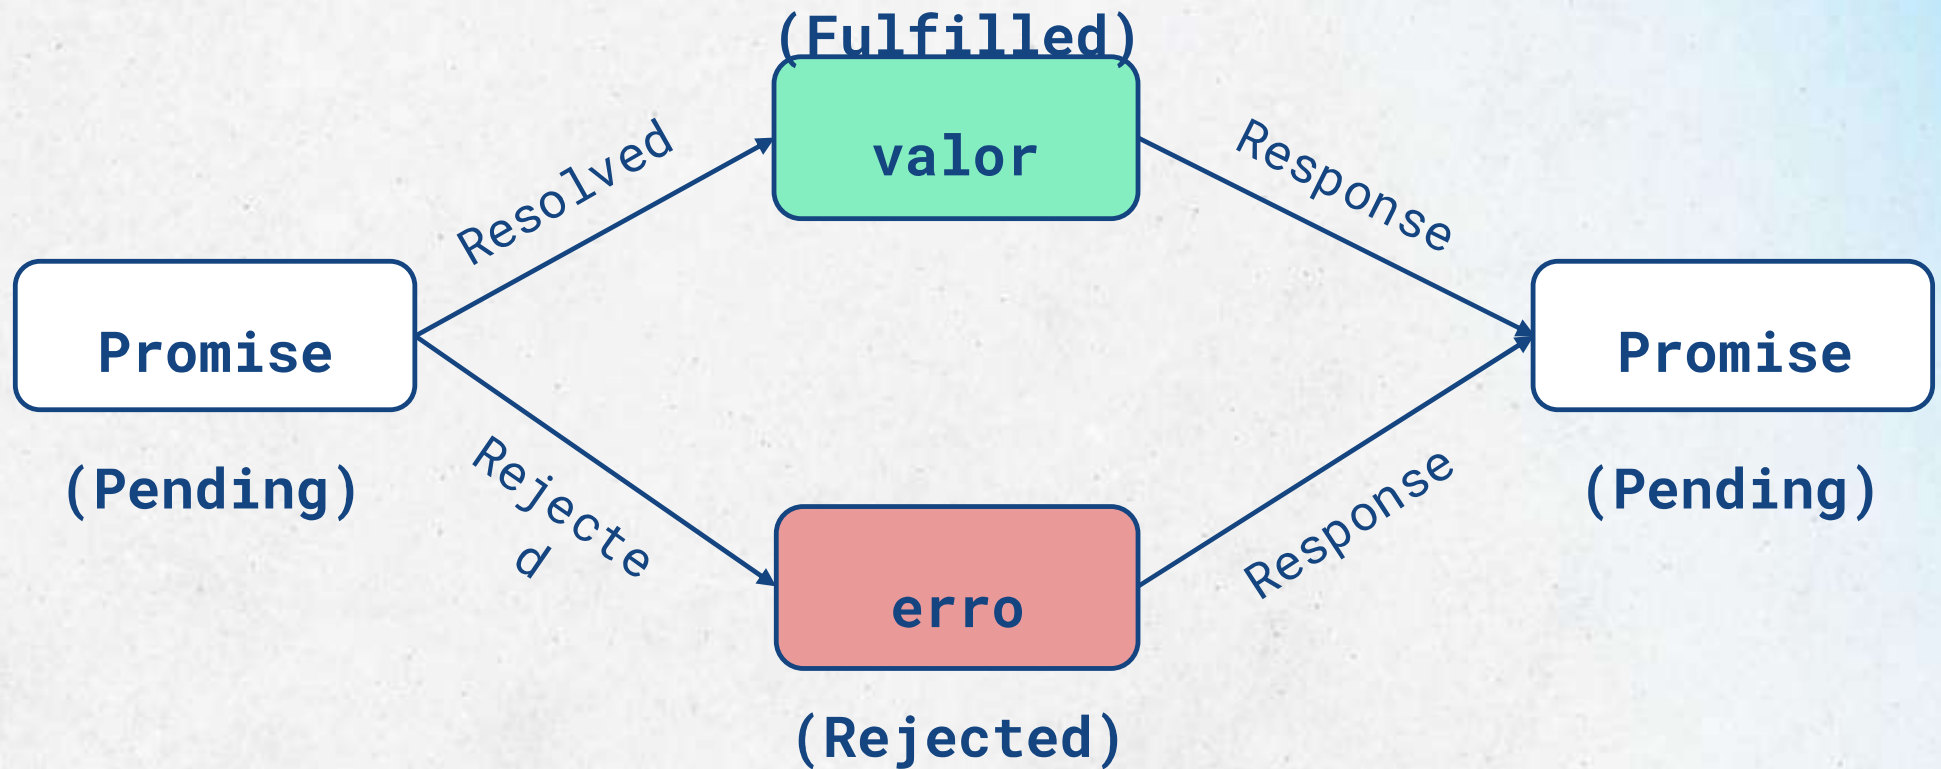 (Fulfilled)
valor
Resolved
Response
Promise
Promise
(Pending)
(Pending)
Rejecte
d
Response
erro
(Rejected)